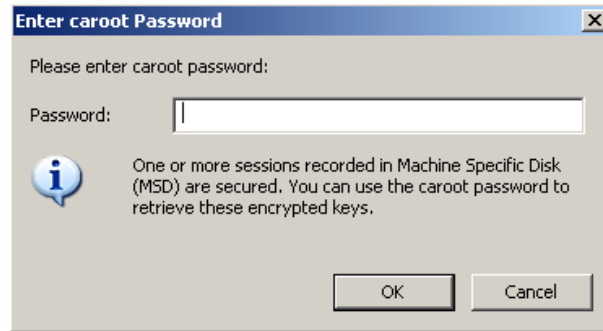 Enter caroot Password
Please enter caroot password:
Password:
One or more sessions recorded in Machine Specific Disk
(MSD) are secured. You can use the caroot password to
retrieve these encrypted keys.
OK Cancel